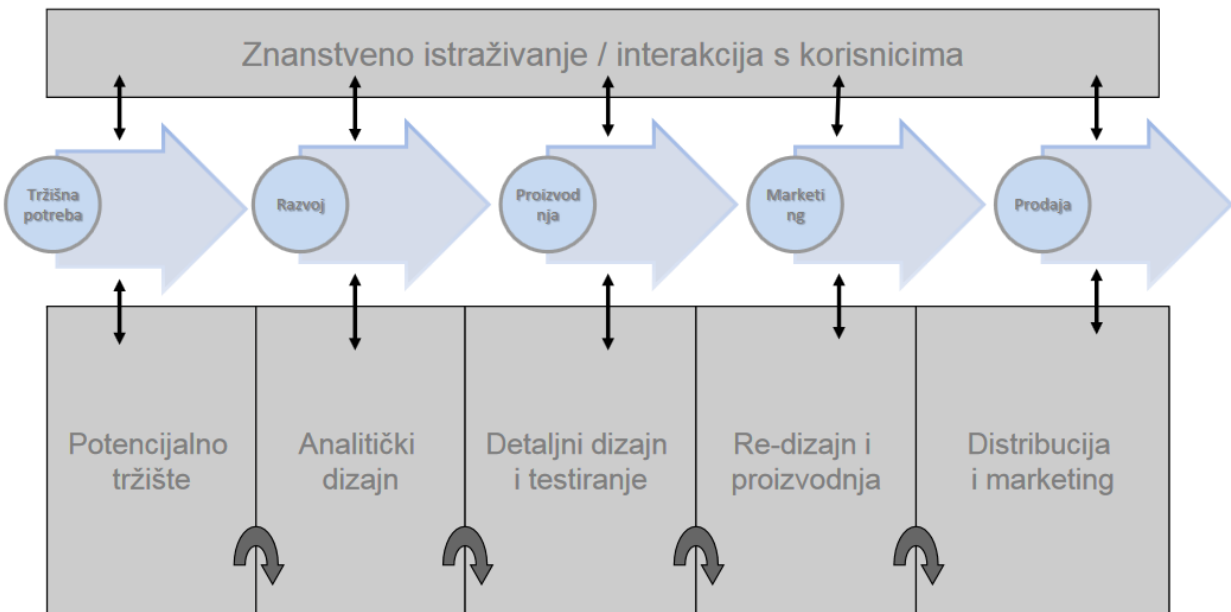 Znanstveno istraživanje / interakcija s korisnicima
Tržišna
potreba
Razvoj
Proizvod
nja
Marketi
ng
Prodaja
Potencijalno
tržište
Analitički
dizajn
Detaljni dizajn
i testiranje
Re-dizajn i
proizvodnja
Distribucija
i marketing